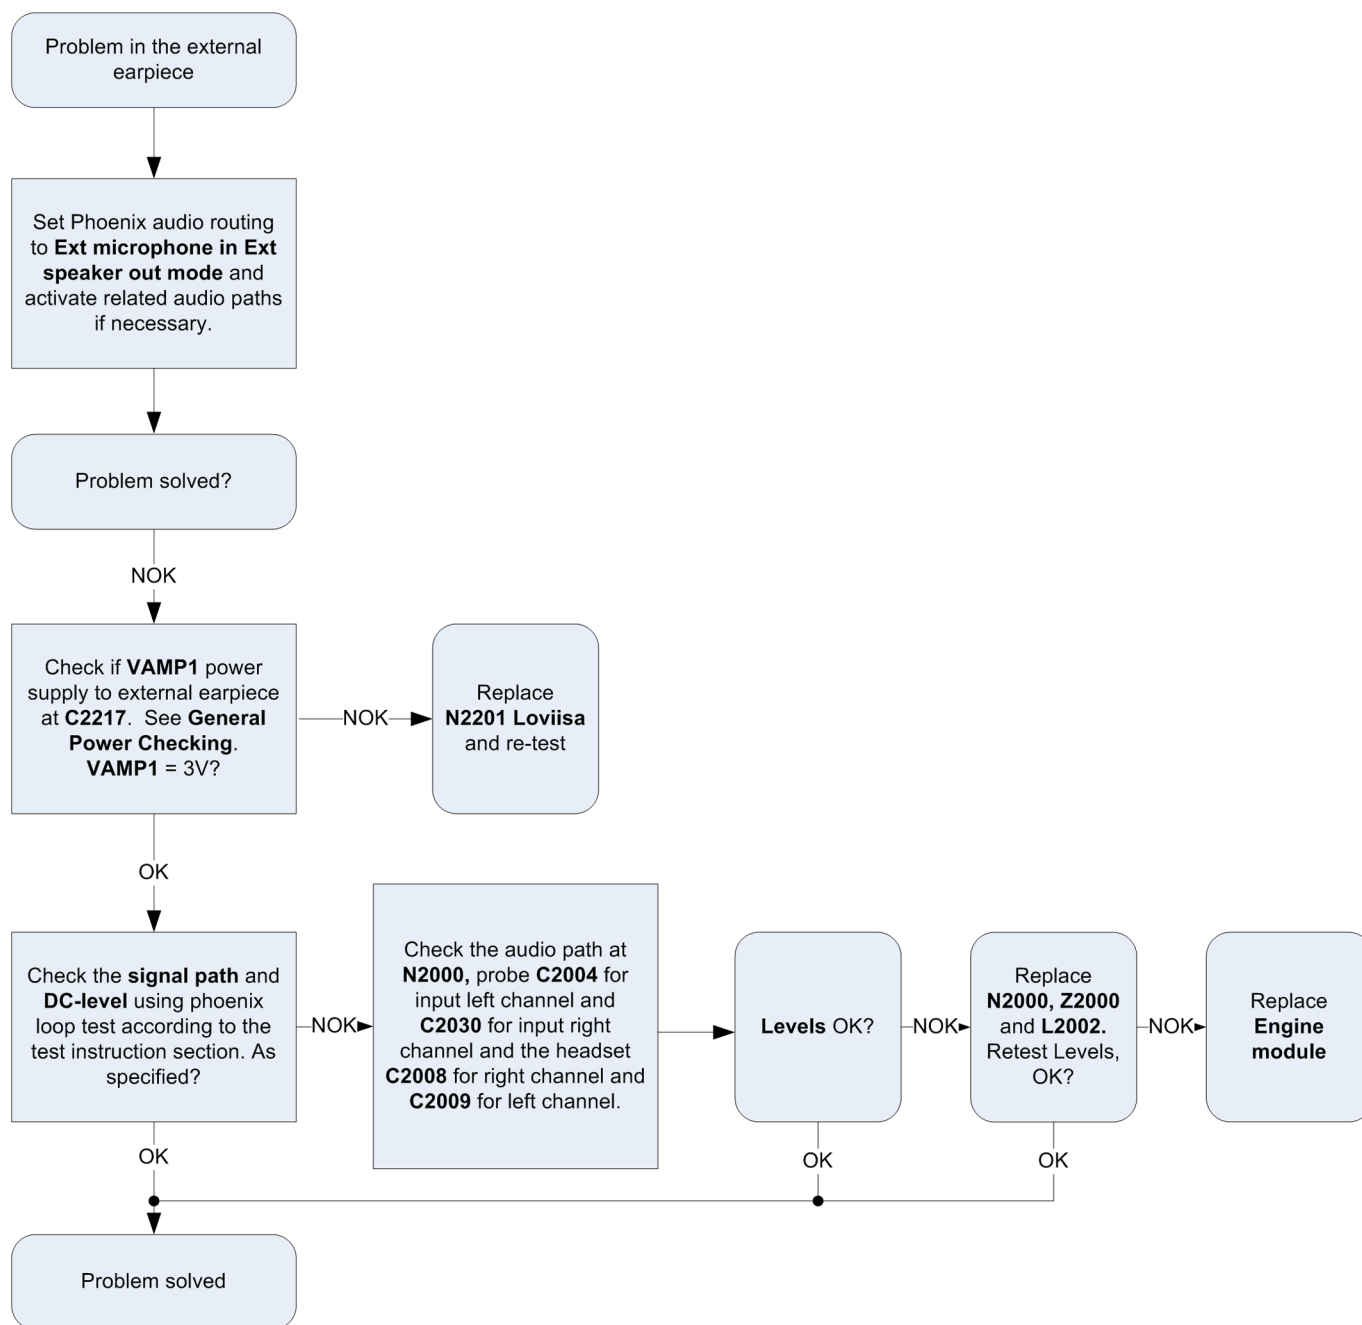 Problem in the external
earpiece
Set Phoenix audio routing
to Ext microphone in Ext
speaker out mode and
activate related audio paths
if necessary.
Problem solved?
NOK
Check if VAMP1 power
supply to external earpiece
at C2217. See General
Power Checking.
VAMP1 = 3V?
NOK
Replace
N2201 Loviisa
and re-test
OK
Check the signal path and
DC-level using phoenix
loop test according to the
test instruction section. As
specified?
NOK
Check the audio path at
N2000, probe C2004 for
input left channel and
C2030 for input right
channel and the headset
C2008 for right channel and
C2009 for left channel.
Levels OK?
NOK
Replace
N2000, Z2000
and L2002.
Retest Levels,
OK?
NOK
Replace
Engine
module
OK
OK
OK
Problem solved